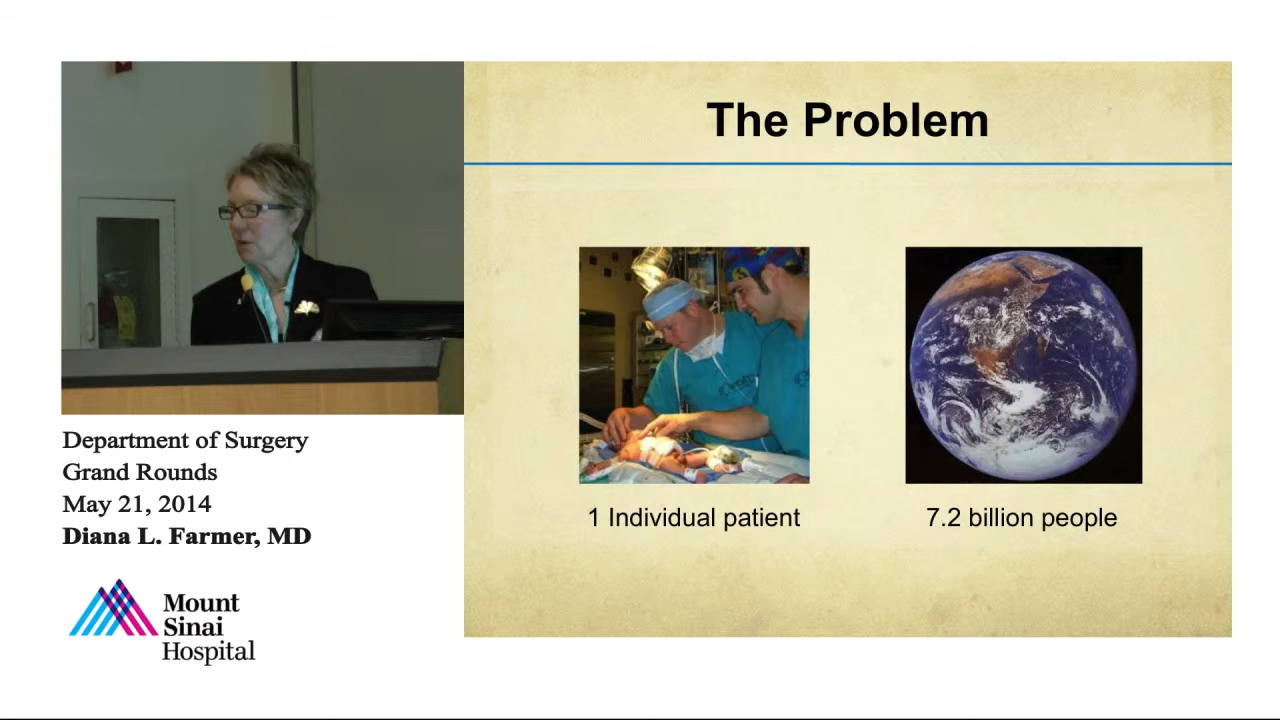 The Problem
1 Individual patient
7.2 billion people
Department of Surgery
Grand Rounds
May 21, 2014
Diana L. Farmer, MD
Mount
Sinai
Hospital